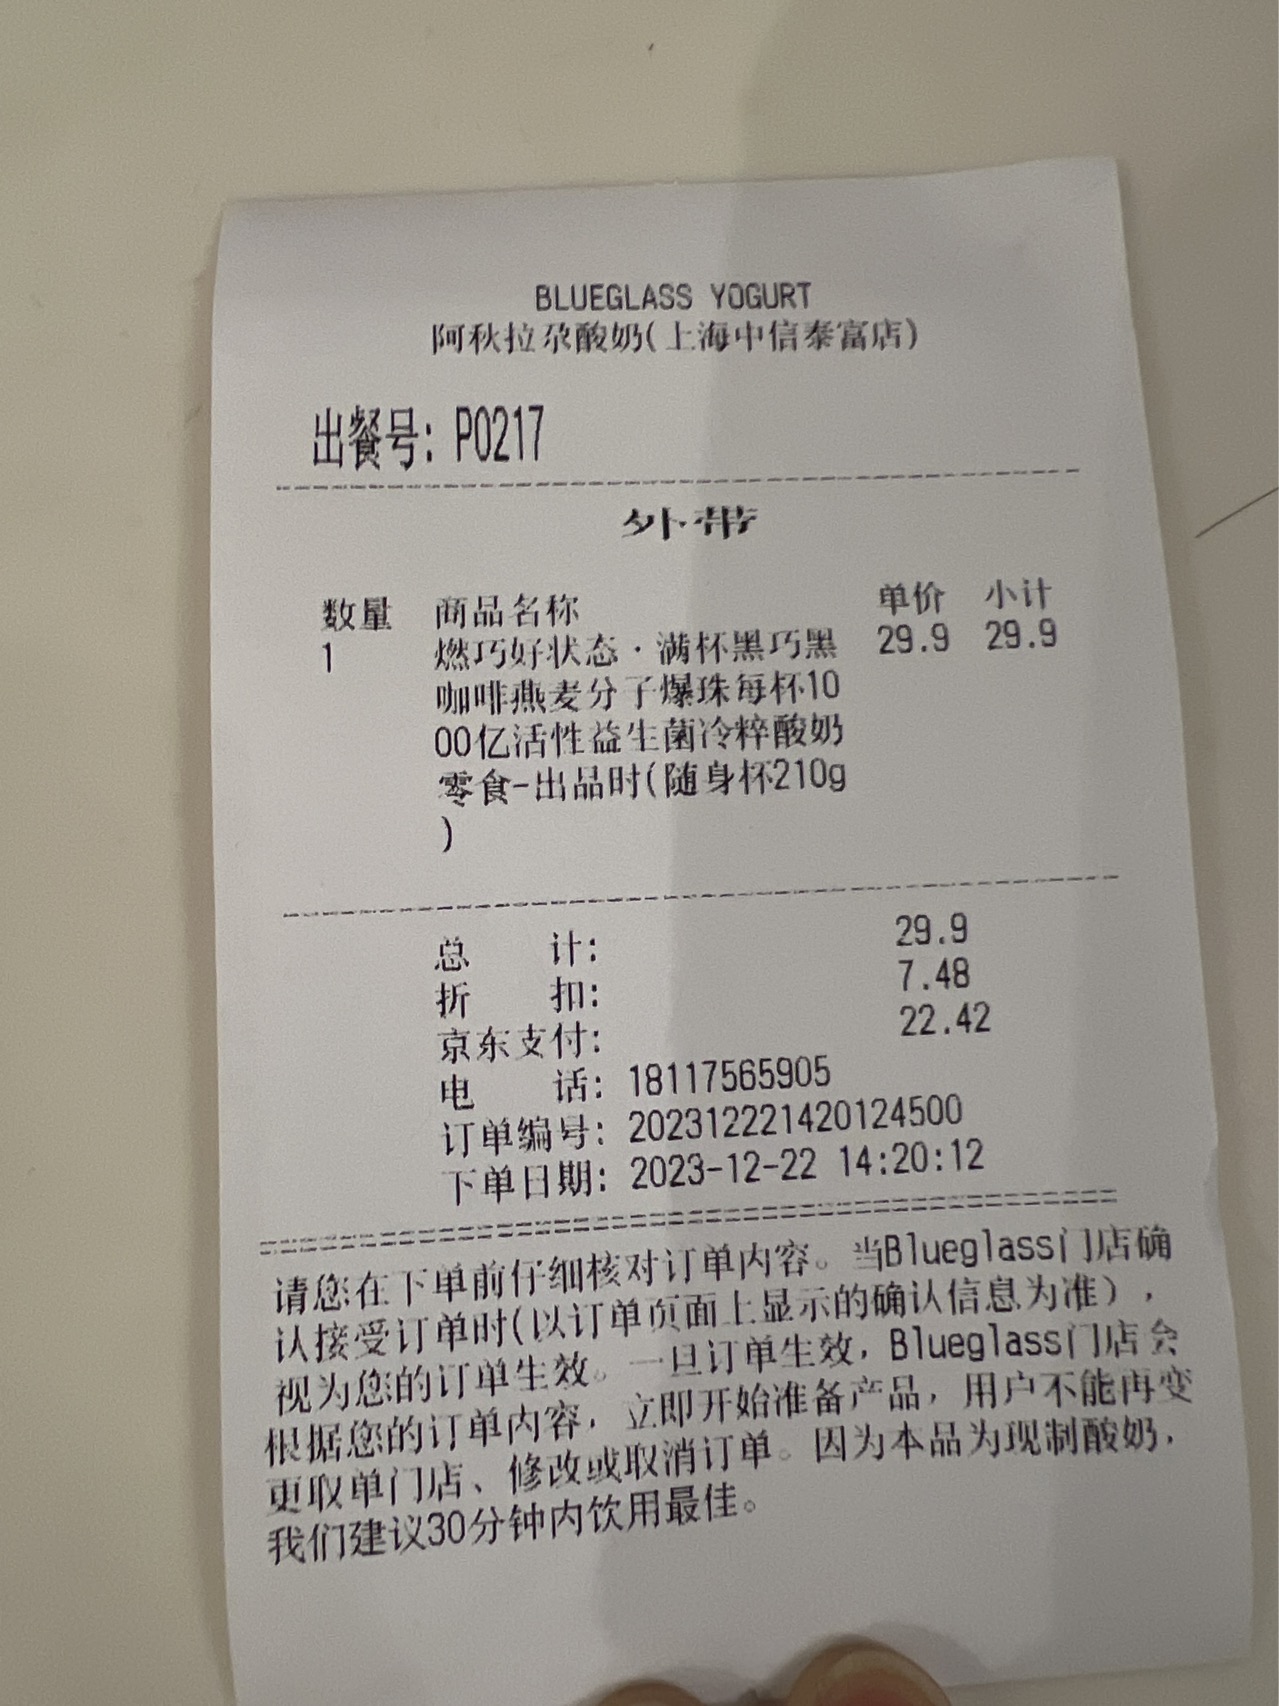 BLUEGLASS YOGURT
阿秋拉尕酸奶(上海中信泰富店)
出餐号: P0217
外带
数量 商品名称 单价 小计
1 燃巧好状态·满杯黑巧黑 29.9 29.9
咖啡燕麦分子爆珠每杯10
00亿活性益生菌冷粹酸奶
零食-出品时(随身杯210g
)
总 计: 29.9
折 扣: 7.48
京东支付: 22.42
电 话: 18117565905
订单编号: 202312221420124500
下单日期: 2023-12-22 14:20:12
请您在下单前仔细核对订单内容。当Blueglass门店确
认接受订单时(以订单页面上显示的确认信息为准),
视为您的订单生效。一旦订单生效,Blueglass门店会
根据您的订单内容,立即开始准备产品,用户不能再变
更取单门店、修改或取消订单。因为本品为现制酸奶,
我们建议30分钟内饮用最佳。